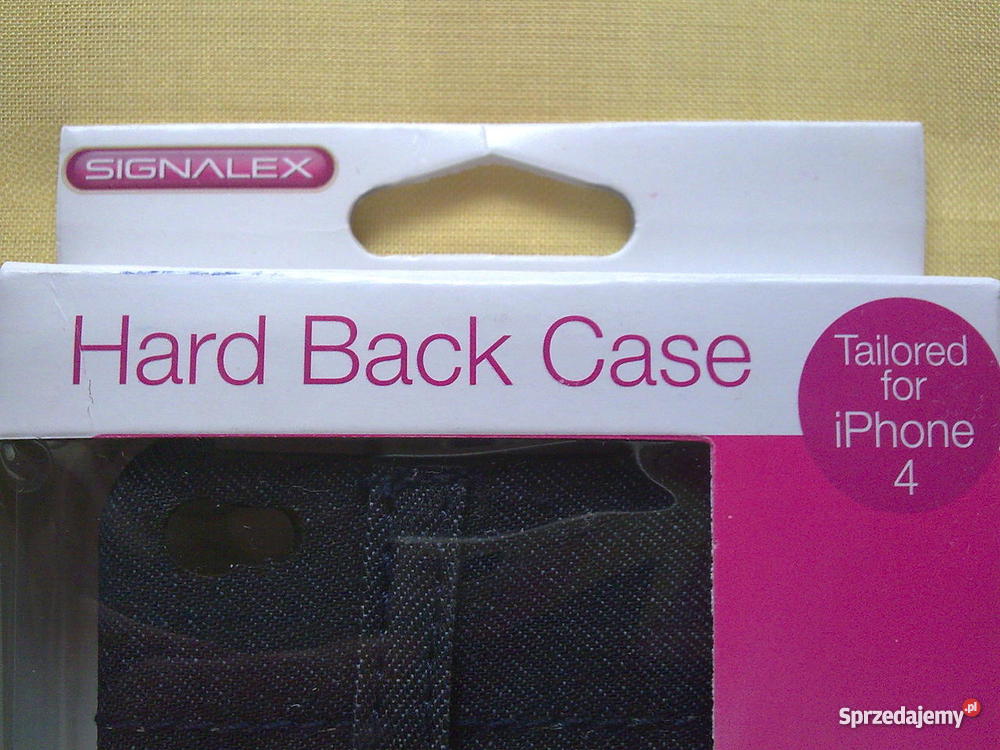 SIGNALEX
Hard Back Case
Tailored
for
iPhone
4
Sprzedajemy.pl